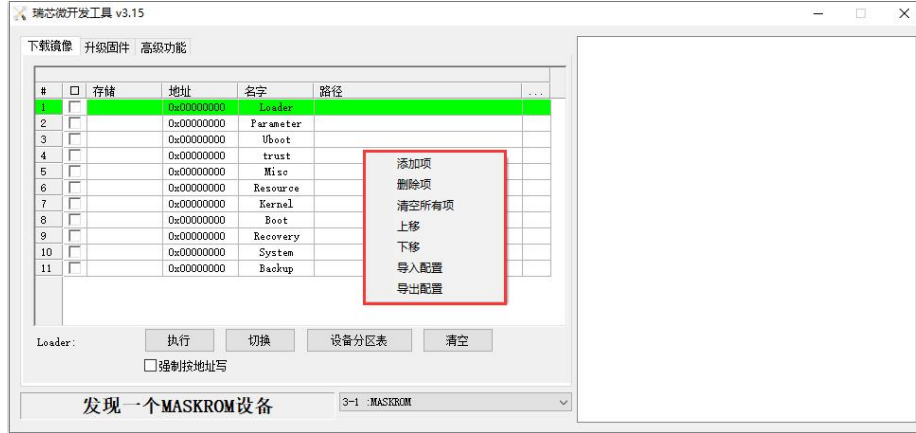 瑞芯微开发工具 v3.15
下载镜像 升级固件 高级功能
# 存储 地址 名字 路径 ...
1 0x00000000 Loader
2 0x00000000 Parameter
3 0x00000000 Uboot
4 0x00000000 trust
5 0x00000000 Misc
6 0x00000000 Resource
7 0x00000000 Kernel
8 0x00000000 Boot
9 0x00000000 Recovery
10 0x00000000 System
11 0x00000000 Backup
添加项
删除项
清空所有项
上移
下移
导入配置
导出配置
Loader: 执行 切换 设备分区表 清空
强制按地址写
发现一个MASKROM设备 3-1 :MASKROM